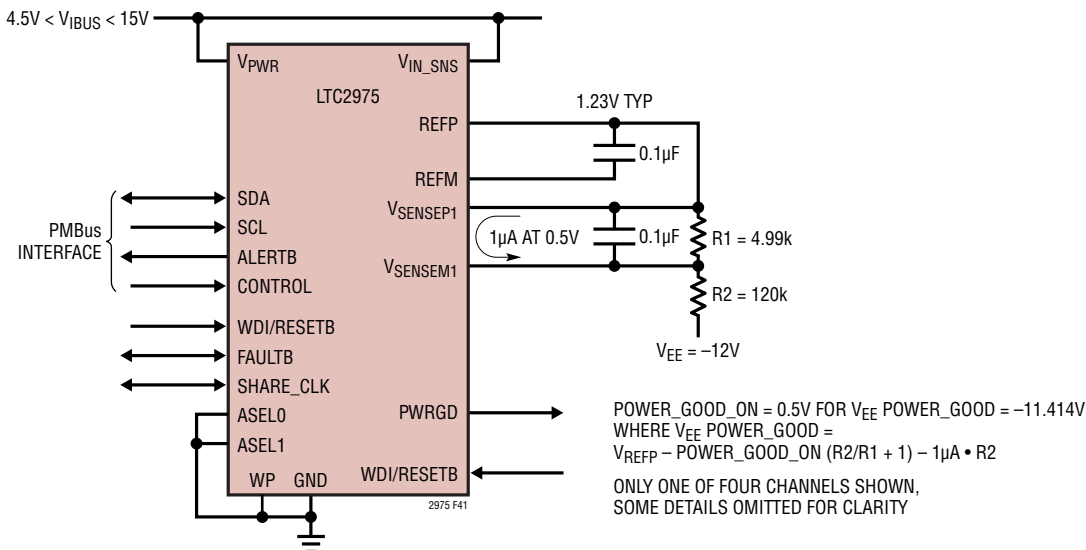 4.5V < VIBUS < 15V
VPWR
VIN_SNS
LTC2975
1.23V TYP
REFP
0.1µF
REFM
PMBus
INTERFACE
SDA
SCL
ALERTB
CONTROL
VSENSEP1
1µA AT 0.5V
0.1µF
R1 = 4.99k
VSENSEM1
R2 = 120k
WDI/RESETB
FAULTB
SHARE_CLK
VEE = –12V
ASEL0
ASEL1
PWRGD
WDI/RESETB
WP GND
2975 F41
POWER_GOOD_ON = 0.5V FOR VEE POWER_GOOD = –11.414V
WHERE VEE POWER_GOOD =
VREFP – POWER_GOOD_ON (R2/R1 + 1) – 1µA • R2
ONLY ONE OF FOUR CHANNELS SHOWN,
SOME DETAILS OMITTED FOR CLARITY